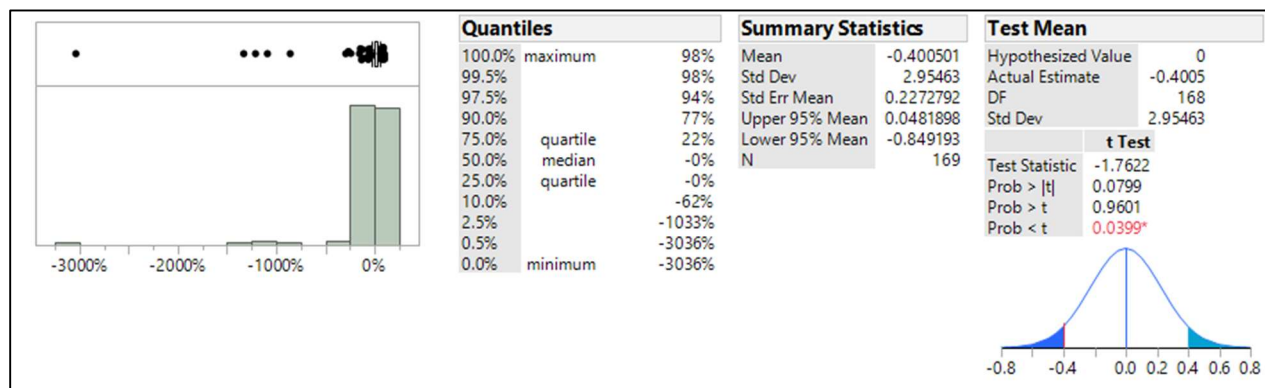 Quantiles
100.0% maximum 98%
99.5% 98%
97.5% 94%
90.0% 77%
75.0% quartile 22%
50.0% median -0%
25.0% quartile -0%
10.0% -62%
2.5% -1033%
0.5% -3036%
0.0% minimum -3036%
-3000% -2000% -1000% 0%
Summary Statistics
Mean -0.400501
Std Dev 2.95463
Std Err Mean 0.2272792
Upper 95% Mean 0.0481898
Lower 95% Mean -0.849193
N 169
Test Mean
Hypothesized Value 0
Actual Estimate -0.4005
DF 168
Std Dev 2.95463
t Test
Test Statistic -1.7622
Prob > |t| 0.0799
Prob > t 0.9601
Prob < t 0.0399*
-0.8 -0.4 0.0 0.2 0.4 0.6 0.8